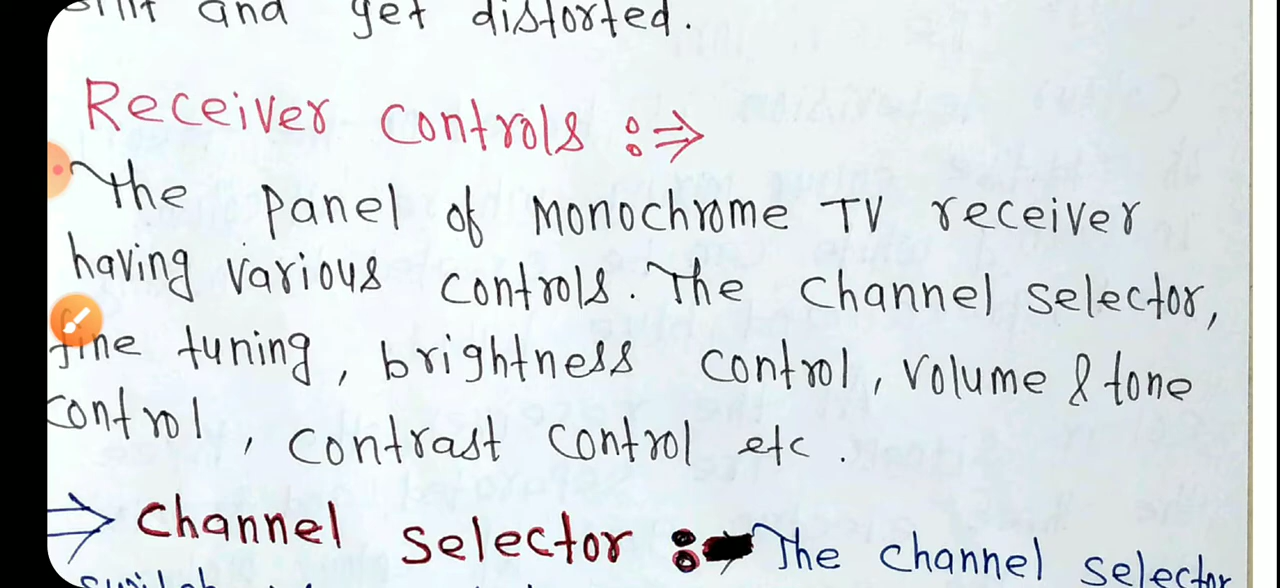 and get distorted.
Receiver Controls :⇒
The panel of monochrome TV receiver
having various controls. The channel selector,
fine tuning, brightness control, volume & tone
control, contrast control etc.
⇒ Channel Selector :- The channel selector